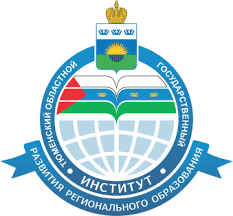 ТЮМЕНСКИЙ ОБЛАСТНОЙ
ГОСУДАРСТВЕННЫЙ
ИНСТИТУТ
РАЗВИТИЯ РЕГИОНАЛЬНОГО ОБРАЗОВАНИЯ